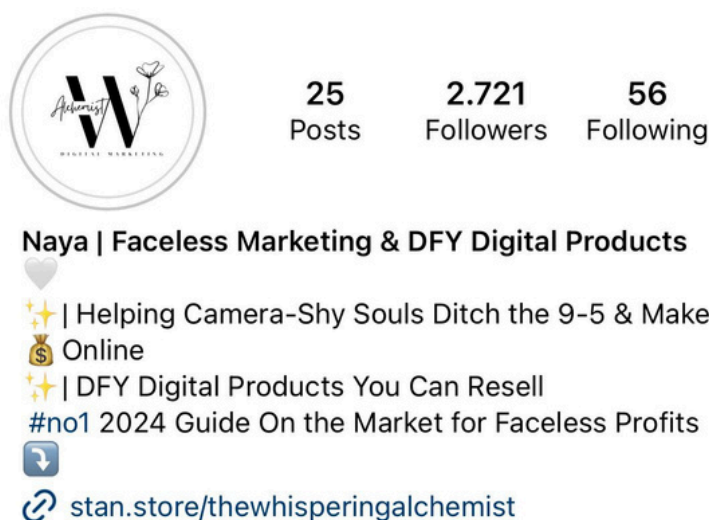 Alchemist
W
DIGITAL MARKETING
25
2.721
56
Posts
Followers
Following
Naya | Faceless Marketing & DFY Digital Products
🤍
✨| Helping Camera-Shy Souls Ditch the 9-5 & Make
💰 Online
✨| DFY Digital Products You Can Resell
#no1 2024 Guide On the Market for Faceless Profits
⤵️
stan.store/thewhisperingalchemist